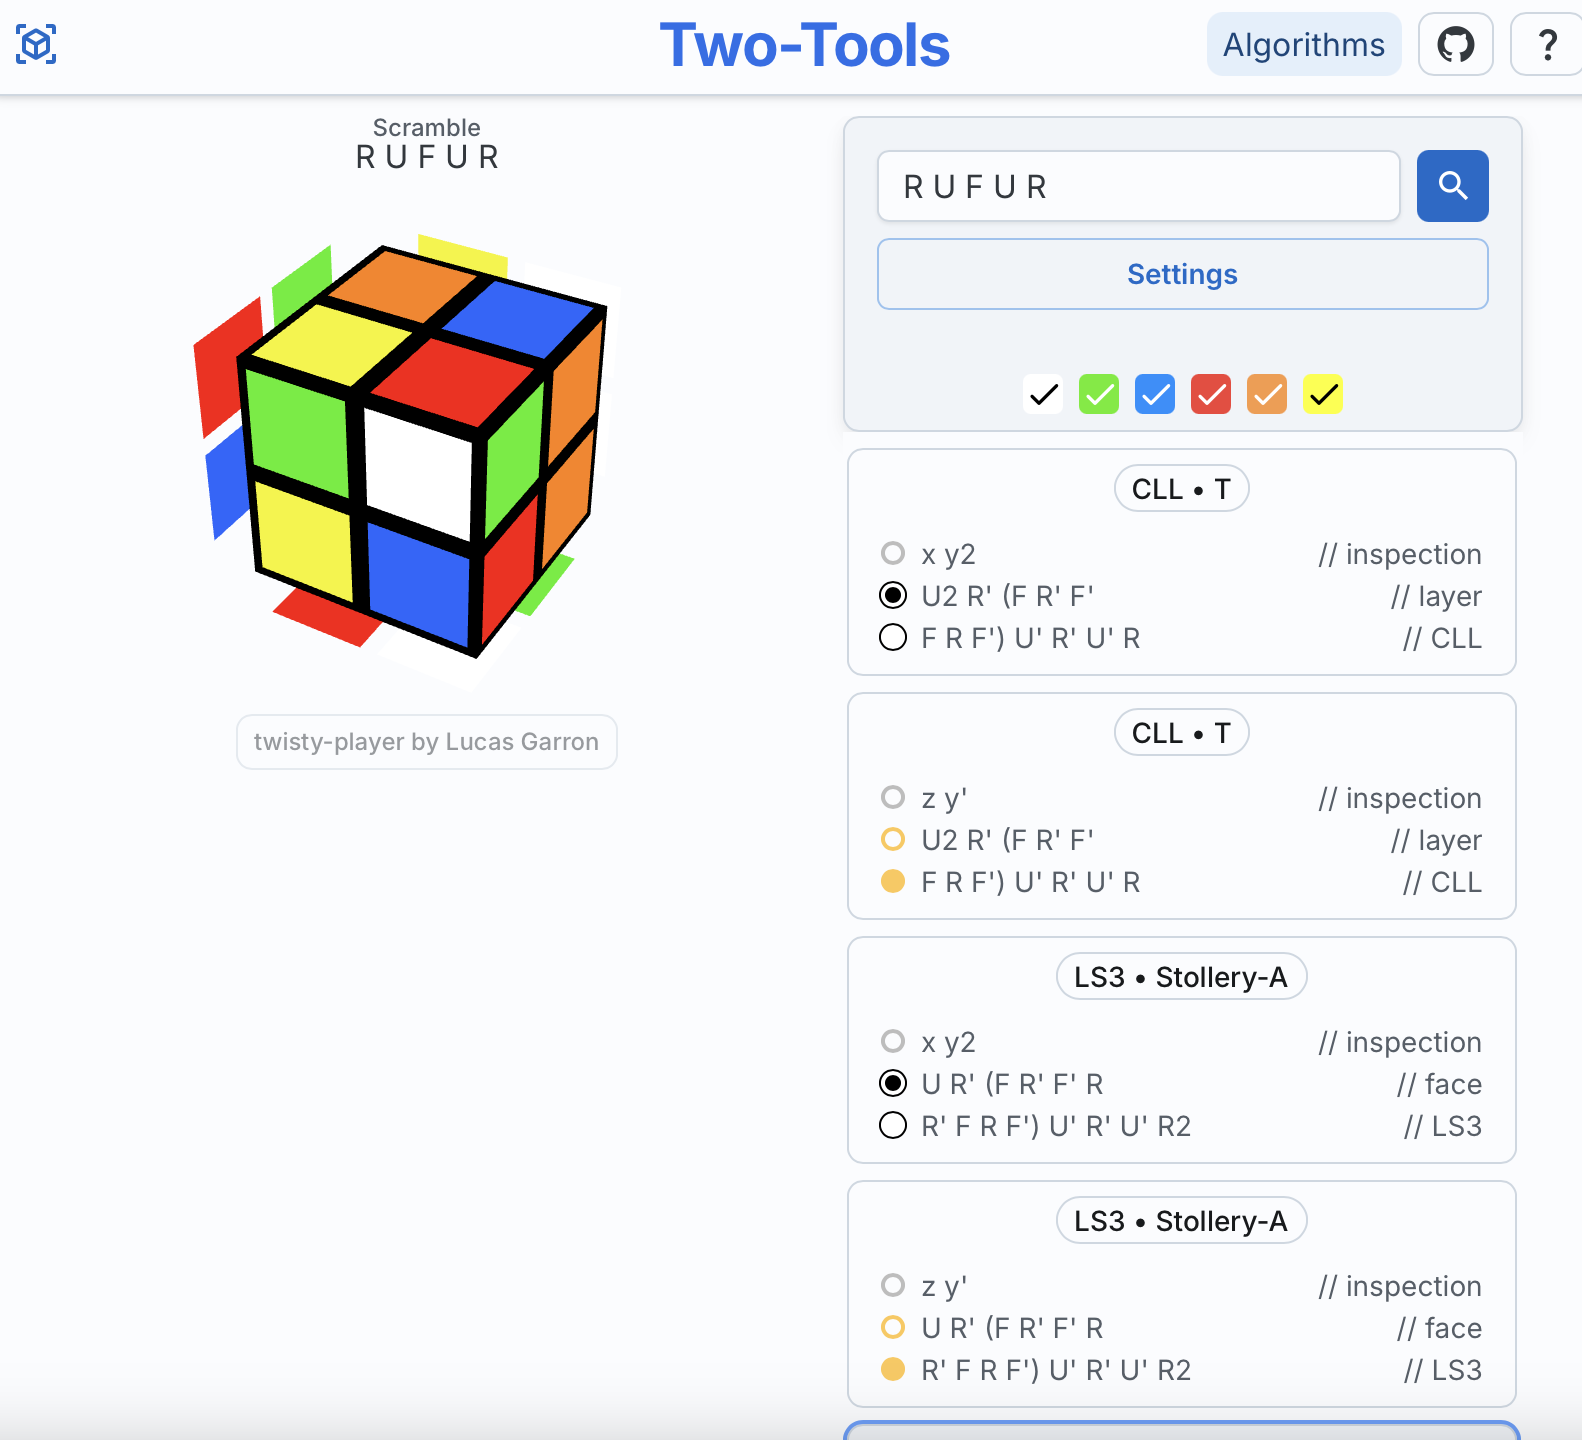 Two-Tools
Algorithms
?
Scramble
R U F U R
twisty-player by Lucas Garron
R U F U R
Settings
CLL • T
x y2 // inspection
U2 R' (F R' F' // layer
F R F') U' R' U' R // CLL
CLL • T
z y' // inspection
U2 R' (F R' F' // layer
F R F') U' R' U' R // CLL
LS3 • Stollery-A
x y2 // inspection
U R' (F R' F' R // face
R' F R F') U' R' U' R2 // LS3
LS3 • Stollery-A
z y' // inspection
U R' (F R' F' R // face
R' F R F') U' R' U' R2 // LS3